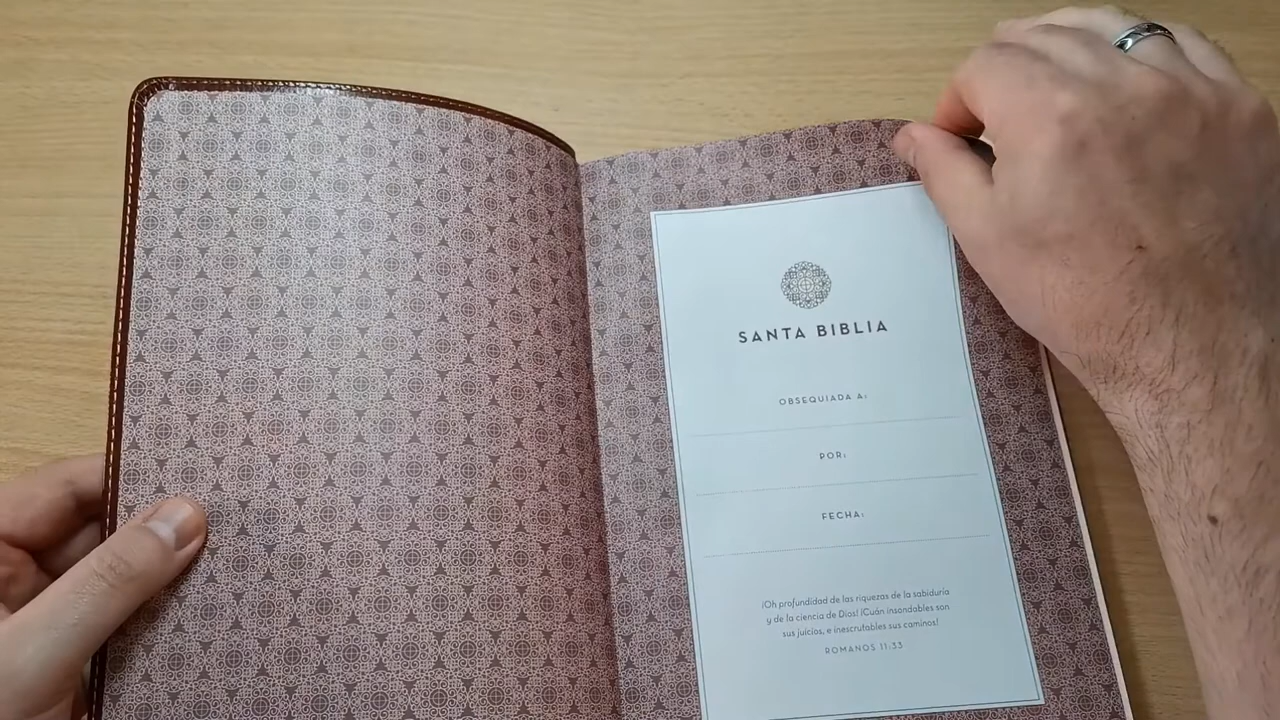 SANTA BIBLIA
OBSEQUIADA A:
POR:
FECHA:
¡Oh profundidad de las riquezas de la sabiduría
y de la ciencia de Dios! ¡Cuán insondables son
sus juicios, e inescrutables sus caminos!
ROMANOS 11:33